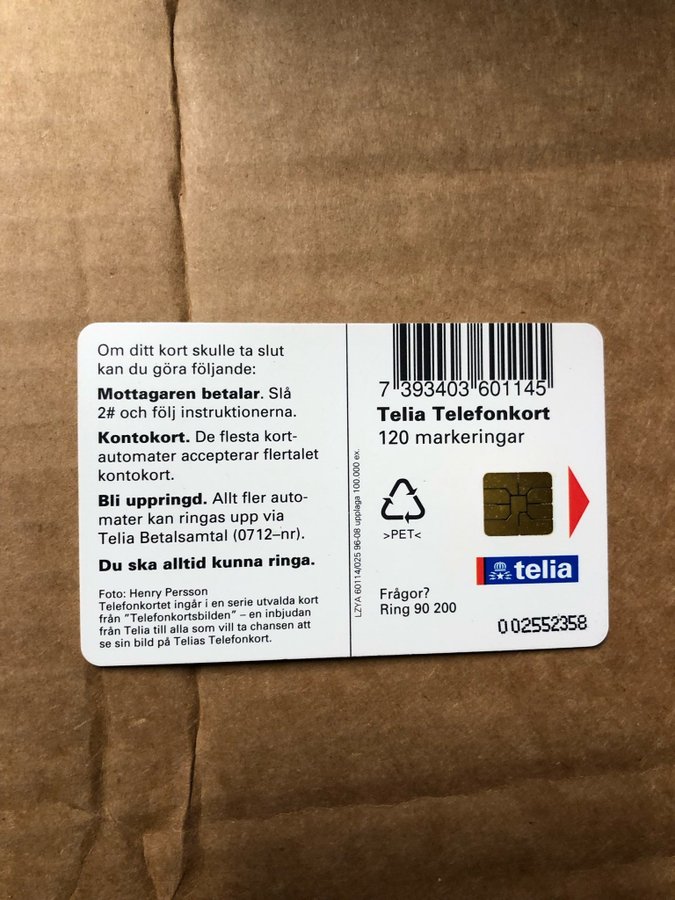 Om ditt kort skulle ta slut
kan du göra följande:
Mottagaren betalar. Slå
2# och följ instruktionerna.
Kontokort. De flesta kort-
automater accepterar flertalet
kontokort.
Bli uppringd. Allt fler auto-
mater kan ringas upp via
Telia Betalsamtal (0712–nr).
Du ska alltid kunna ringa.
Foto: Henry Persson
Telefonkortet ingår i en serie utvalda kort
från ”Telefonkortsbilden” – en inbjudan
från Telia till alla som vill ta chansen att
se sin bild på Telias Telefonkort.
LZYA 60114/025 96-08 upplaga 100.000 ex.
7 393403 601145
Telia Telefonkort
120 markeringar
>PET<
telia
Frågor?
Ring 90 200
002552358